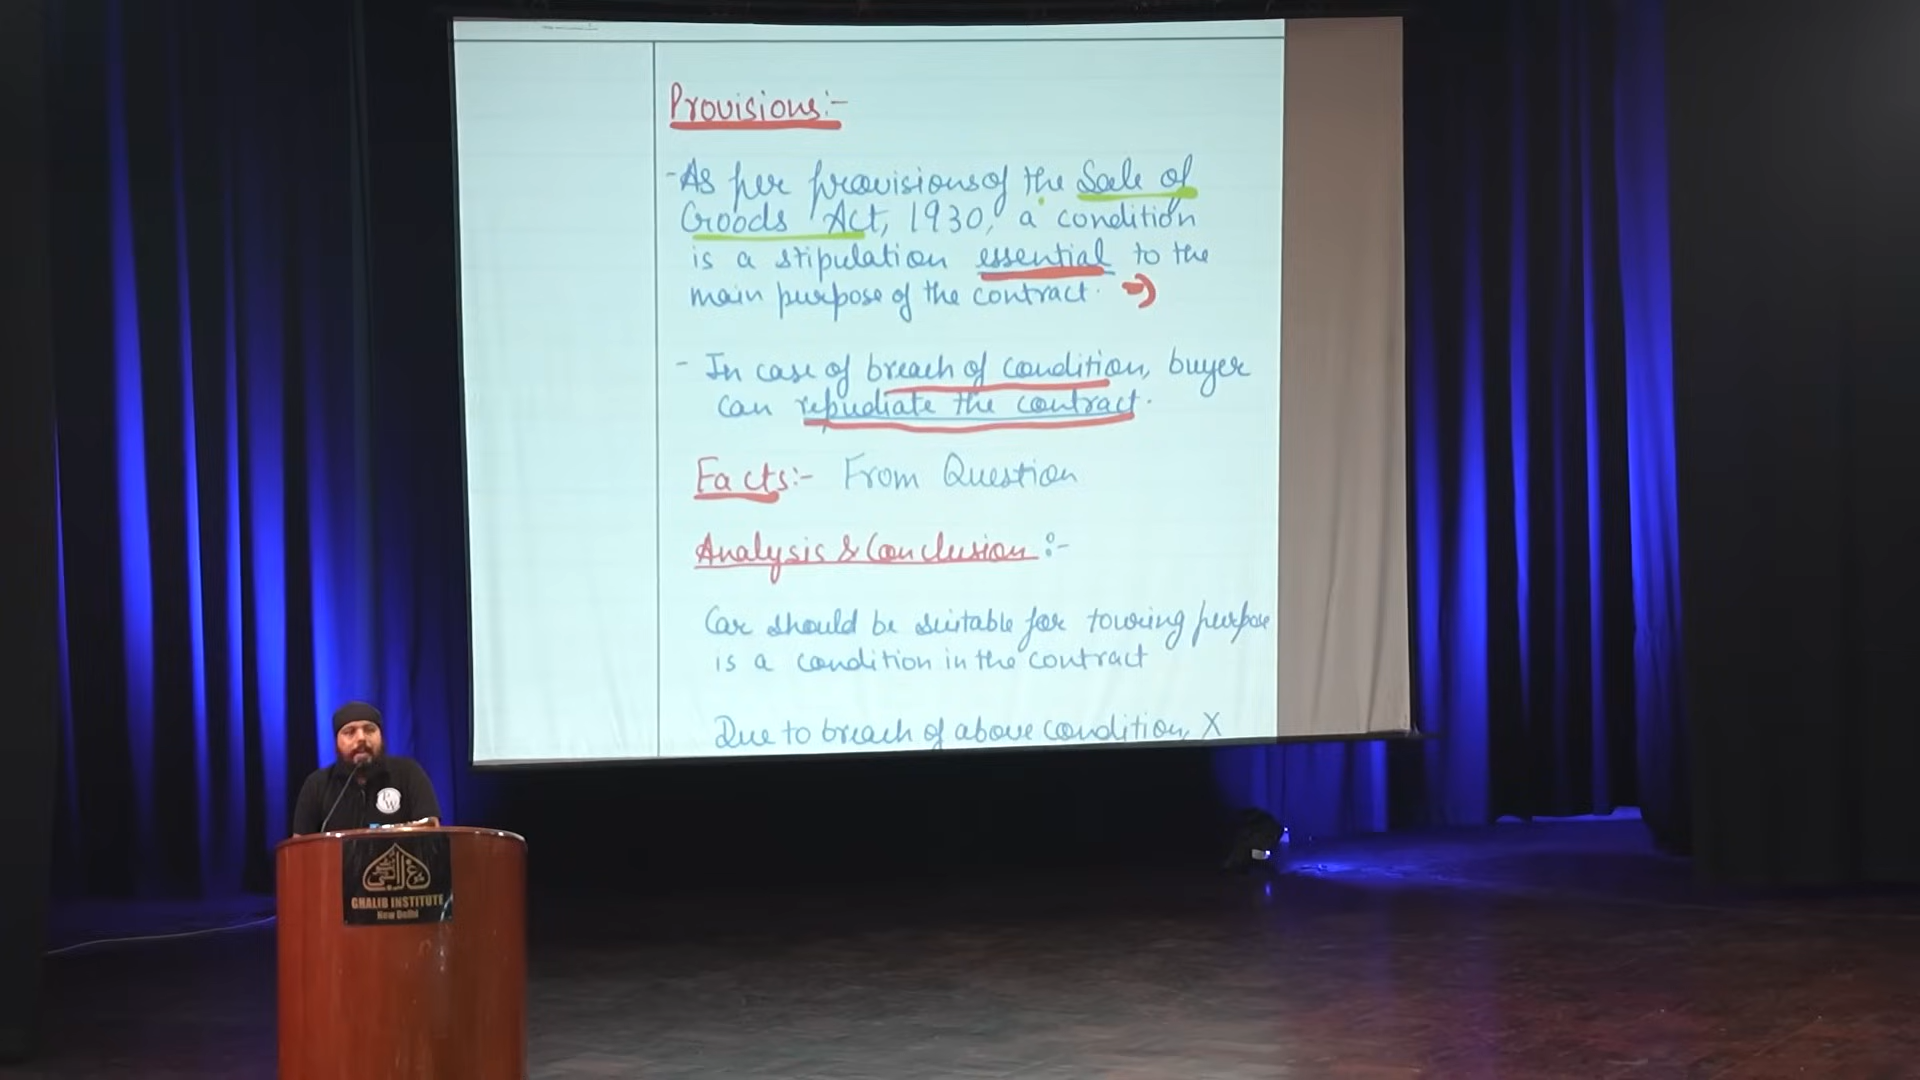 Provisions:-
-As per provisions of the Sale of
Goods Act, 1930, a condition
is a stipulation essential to the
main purpose of the contract.
- In case of breach of condition, buyer
can repudiate the contract.
Facts:- From Question
Analysis & Conclusion :-
Car should be suitable for touring purpose
is a condition in the contract
Due to breach of above condition, X
PW
GHALIB INSTITUTE
New Delhi